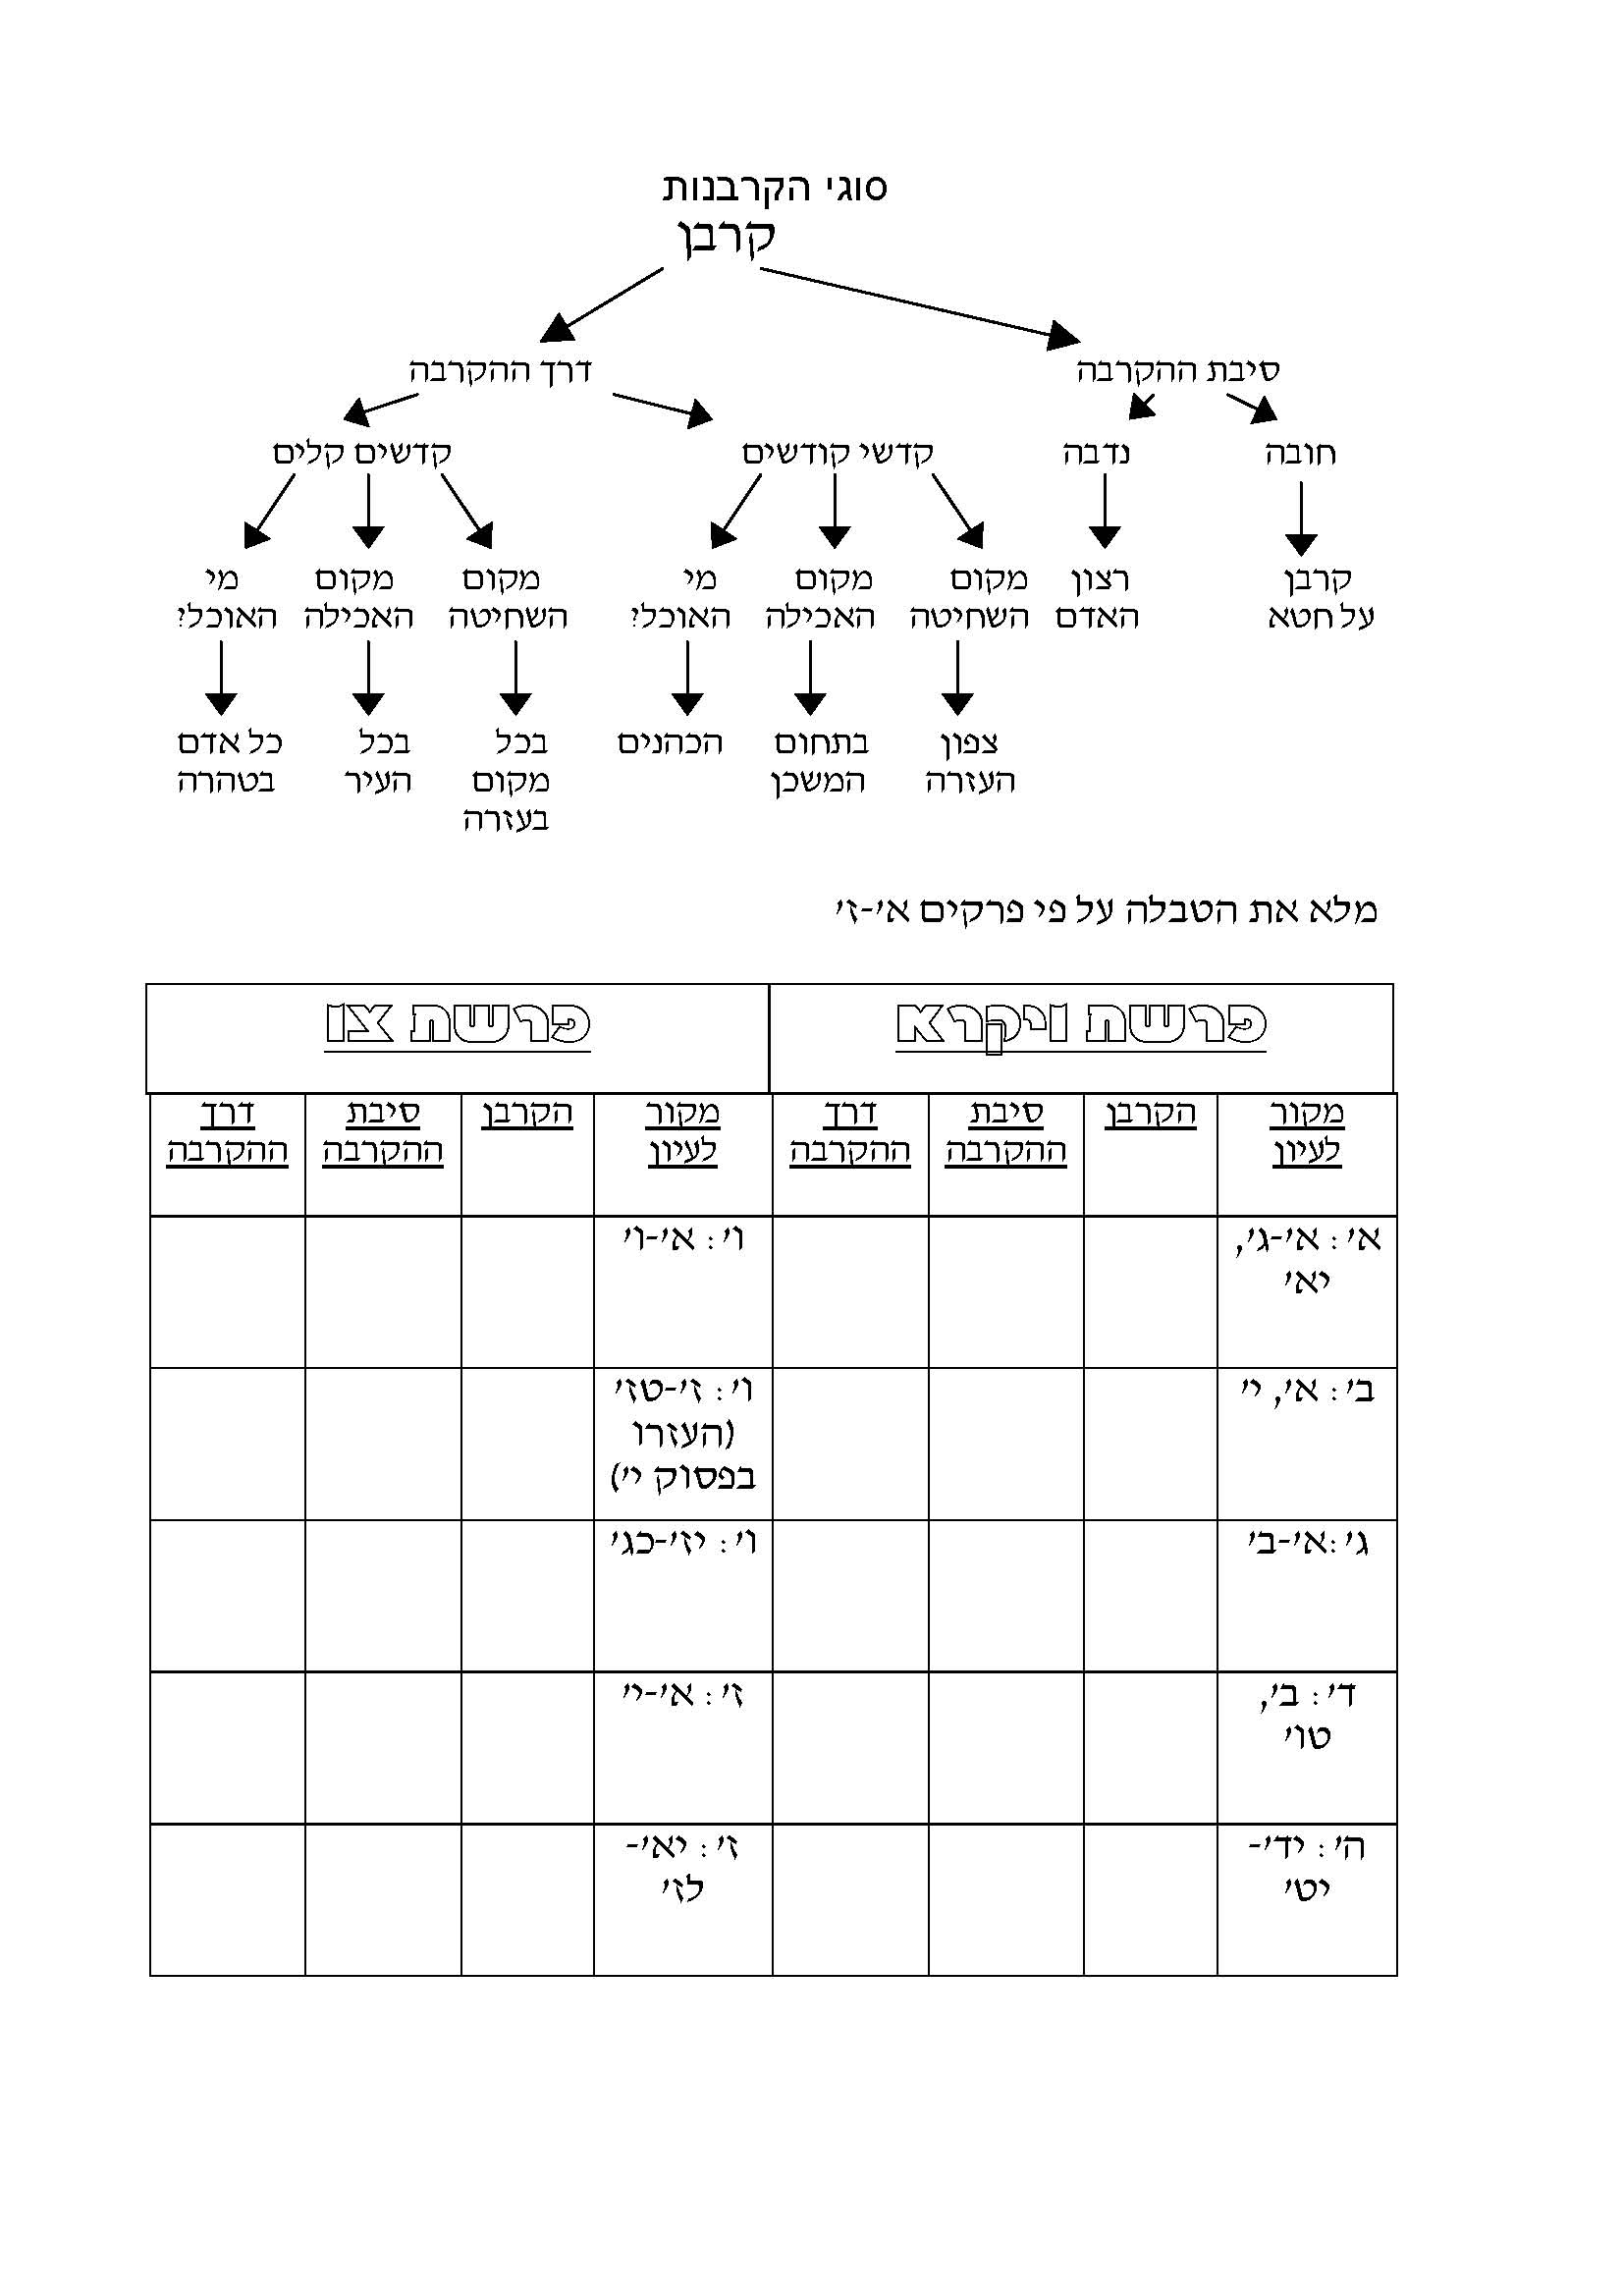 סוגי הקרבנות
קרבן
סיבת ההקרבה
דרך ההקרבה
חובה
נדבה
קדשי קודשים
קדשים קלים
קרבן
על חטא
רצון
האדם
מקום
השחיטה
מקום
האכילה
מי
האוכל?
מקום
השחיטה
מקום
האכילה
מי
האוכל?
צפון
העזרה
בתחום
המשכן
הכהנים
בכל
מקום
בעזרה
בכל
העיר
כל אדם
בטהרה
מלא את הטבלה על פי פרקים א'-ז'
פרשת ויקרא
פרשת צו
מקור
לעיון
הקרבן
סיבת
ההקרבה
דרך
ההקרבה
מקור
לעיון
הקרבן
סיבת
ההקרבה
דרך
ההקרבה
א': א'-ג',
יא'
ו': א'-ו'
ב': א', י'
ו': ז'-טז'
(העזרו
בפסוק י')
ג':א'-ב'
ו': יז'-כג'
ד': ב',
טו'
ז': א'-י'
ה': יד'-
יט'
ז': יא'-
לז'